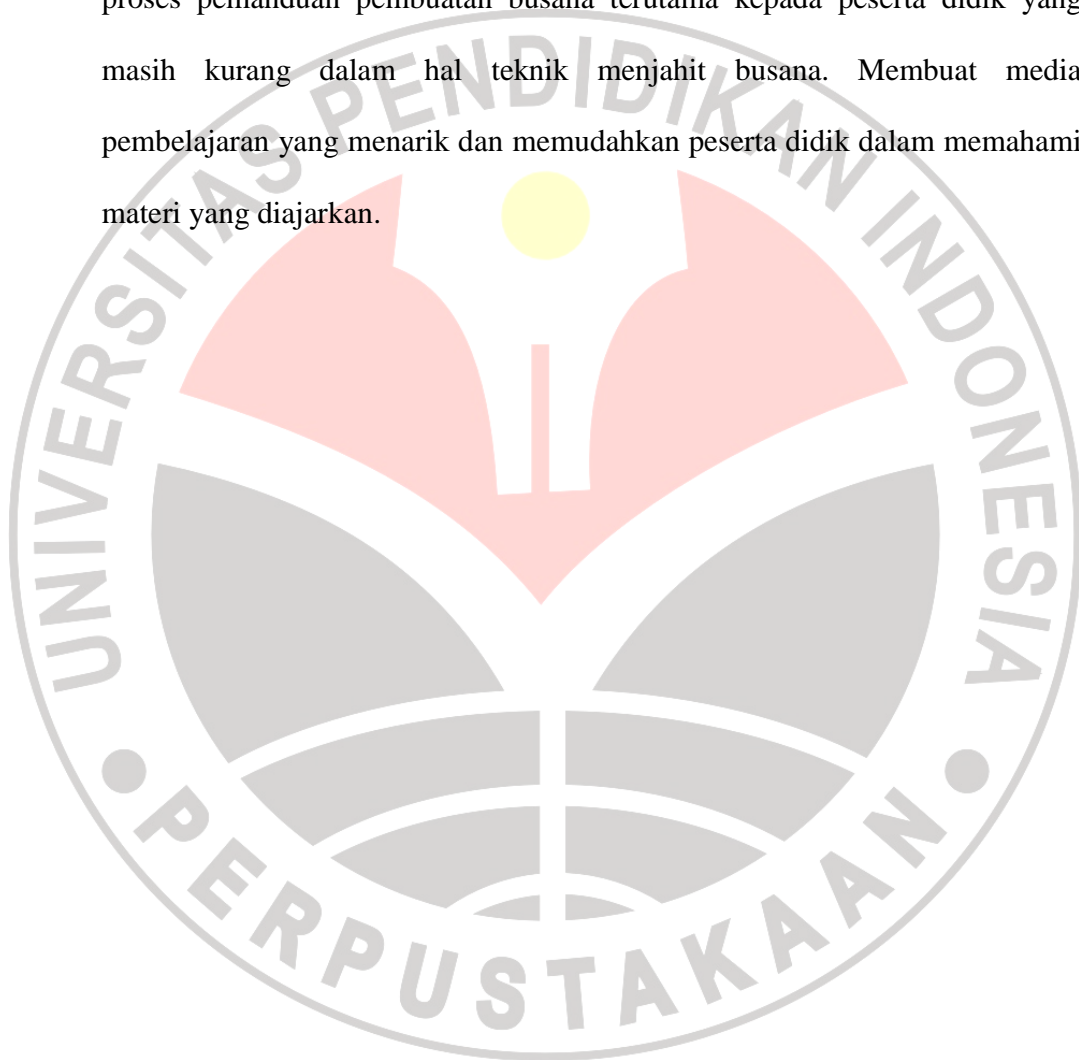 proses pemanduan pembuatan busana terutama kepada peserta didik yang
masih kurang dalam hal teknik menjahit busana. Membuat media
pembelajaran yang menarik dan memudahkan peserta didik dalam memahami
materi yang diajarkan.
UNIVERSITAS PENDIDIKAN INDONESIA
PERPUSTAKAAN